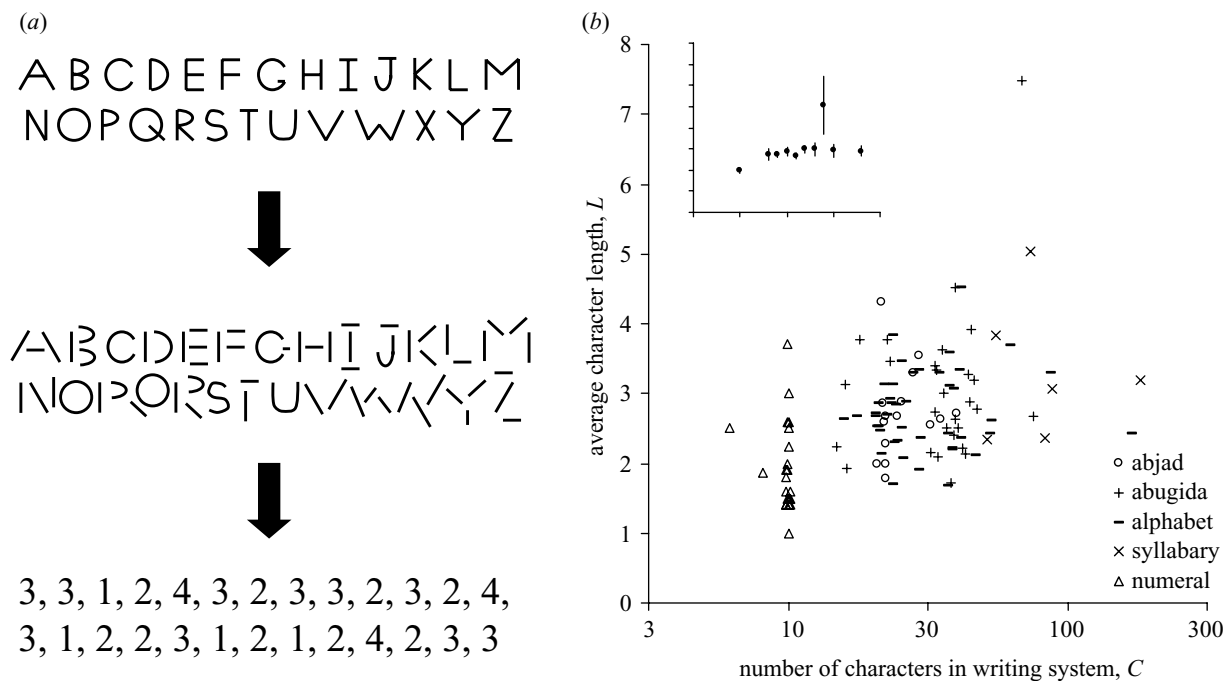 (a)
A B C D E F G H I J K L M
N O P Q R S T U V W X Y Z
A B C D E F G H I J K L M
N O P Q R S T U V W X Y Z
3, 3, 1, 2, 4, 3, 2, 3, 3, 2, 3, 2, 4,
3, 1, 2, 2, 3, 1, 2, 1, 2, 4, 2, 3, 3
(b)
average character length, L
8
7
6
5
4
3
2
1
0
abjad
abugida
alphabet
syllabary
numeral
3 10 30 100 300
number of characters in writing system, C